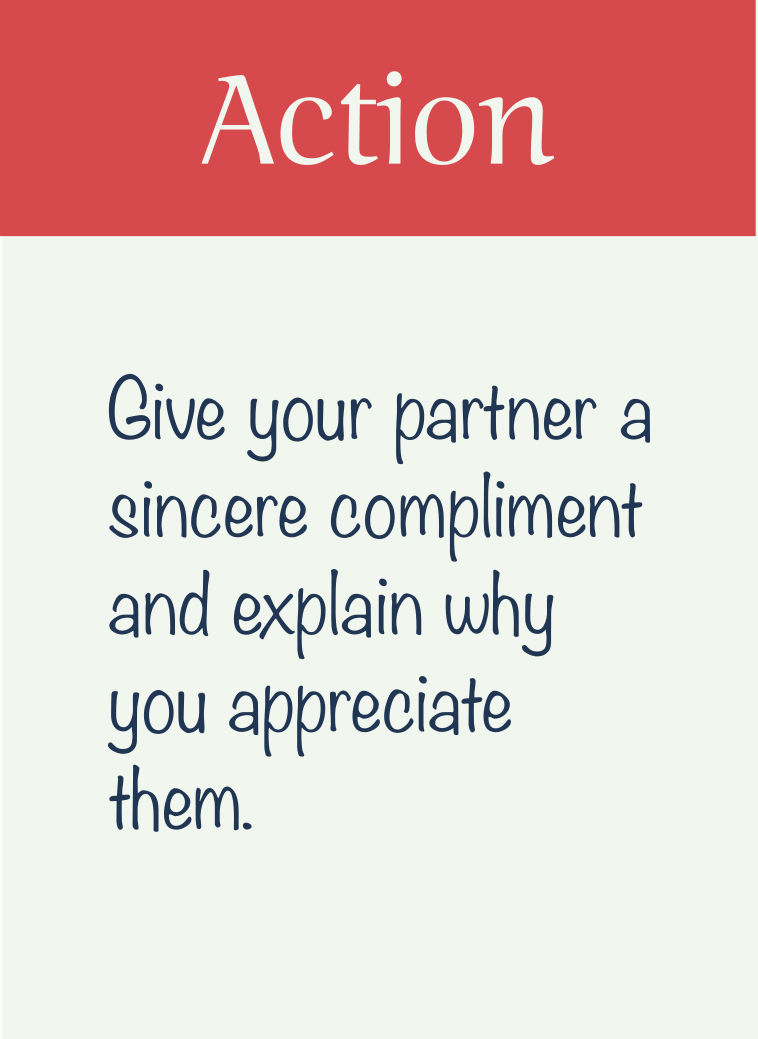 Action
Give your partner a
sincere compliment
and explain why
you appreciate
them.